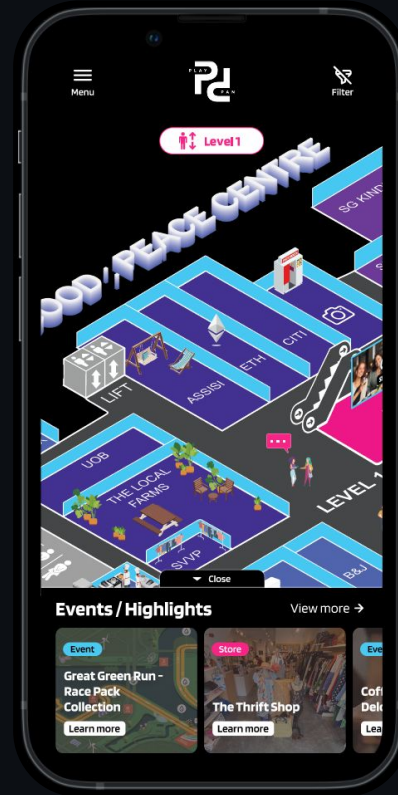 Menu
PLAY
PAN
Filter
Level 1
OOD" PEACE CENTRE
SG KIND
LIFT
ASSISI
ETH
CITI
UOB
THE LOCAL
FARMS
SVVP
LEVEL 1
B&J
Close
Events / Highlights
View more →
Event
Great Green Run -
Race Pack
Collection
Learn more
Store
The Thrift Shop
Learn more
Eve
Coff
Lea